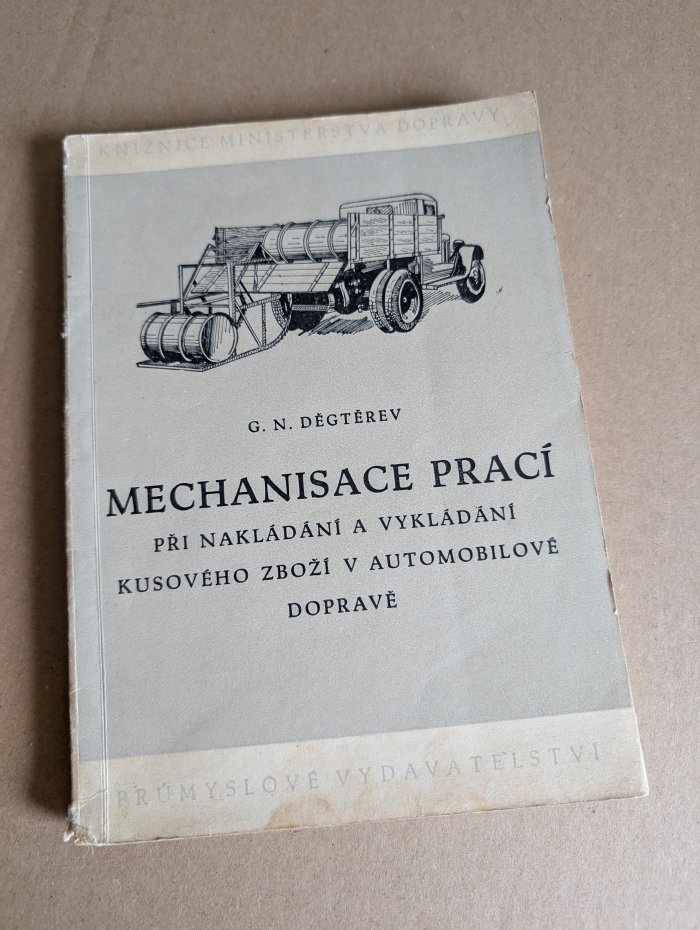 KNIŽNICE MINISTERSTVA DOPRAVY
G. N. DĚGTĚREV
MECHANISACE PRACÍ
PŘI NAKLÁDÁNÍ A VYKLÁDÁNÍ
KUSOVÉHO ZBOŽÍ V AUTOMOBILOVÉ
DOPRAVĚ
PRŮMYSLOVÉ VYDAVATELSTVÍ